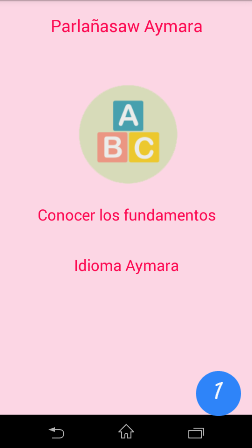 Parlañasaw Aymara
A
B C
Conocer los fundamentos
Idioma Aymara
1